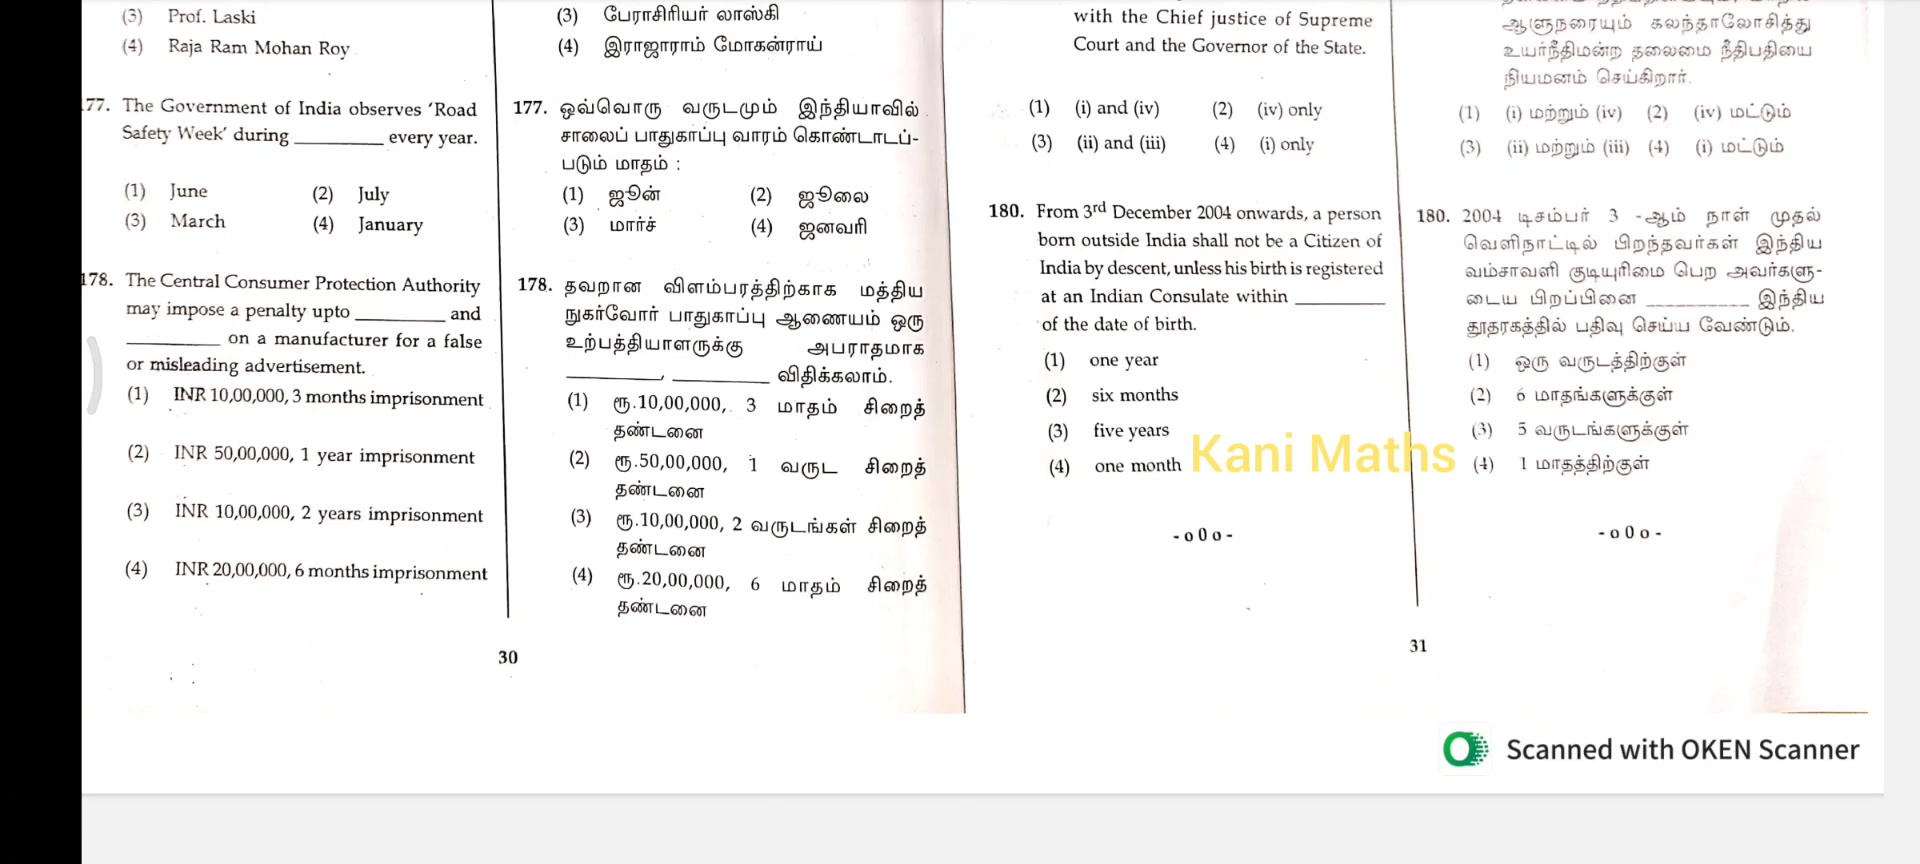 (3) Prof. Laski
(4) Raja Ram Mohan Roy
77. The Government of India observes ‘Road
Safety Week’ during ________ every year.
(1) June (2) July
(3) March (4) January
178. The Central Consumer Protection Authority
may impose a penalty upto ________ and
________ on a manufacturer for a false
or misleading advertisement.
(1) INR 10,00,000, 3 months imprisonment
(2) INR 50,00,000, 1 year imprisonment
(3) INR 10,00,000, 2 years imprisonment
(4) INR 20,00,000, 6 months imprisonment
(3) பேராசிரியர் லாஸ்கி
(4) இராஜாராம் மோகன்ராய்
177. ஒவ்வொரு வருடமும் இந்தியாவில்
சாலைப் பாதுகாப்பு வாரம் கொண்டாடப்-
படும் மாதம் :
(1) ஜூன் (2) ஜூலை
(3) மார்ச் (4) ஜனவரி
178. தவறான விளம்பரத்திற்காக மத்திய
நுகர்வோர் பாதுகாப்பு ஆணையம் ஒரு
உற்பத்தியாளருக்கு அபராதமாக
________, ________ விதிக்கலாம்.
(1) ரூ.10,00,000, 3 மாதம் சிறைத்
தண்டனை
(2) ரூ.50,00,000, 1 வருட சிறைத்
தண்டனை
(3) ரூ.10,00,000, 2 வருடங்கள் சிறைத்
தண்டனை
(4) ரூ.20,00,000, 6 மாதம் சிறைத்
தண்டனை
30
with the Chief justice of Supreme
Court and the Governor of the State.
(1) (i) and (iv) (2) (iv) only
(3) (ii) and (iii) (4) (i) only
180. From 3rd December 2004 onwards, a person
born outside India shall not be a Citizen of
India by descent, unless his birth is registered
at an Indian Consulate within ________
of the date of birth.
(1) one year
(2) six months
(3) five years
(4) one month
Kani Maths
-o0o-
ஆளுநரையும் கலந்தாலோசித்து
உயர்நீதிமன்ற தலைமை நீதிபதியை
நியமனம் செய்கிறார்.
(1) (i) மற்றும் (iv) (2) (iv) மட்டும்
(3) (ii) மற்றும் (iii) (4) (i) மட்டும்
180. 2004 டிசம்பர் 3 -ஆம் நாள் முதல்
வெளிநாட்டில் பிறந்தவர்கள் இந்திய
வம்சாவளி குடியுரிமை பெற அவர்களு-
டைய பிறப்பினை ________ இந்திய
தூதரகத்தில் பதிவு செய்ய வேண்டும்.
(1) ஒரு வருடத்திற்குள்
(2) 6 மாதங்களுக்குள்
(3) 5 வருடங்களுக்குள்
(4) 1 மாதத்திற்குள்
-o0o-
31
Scanned with OKEN Scanner